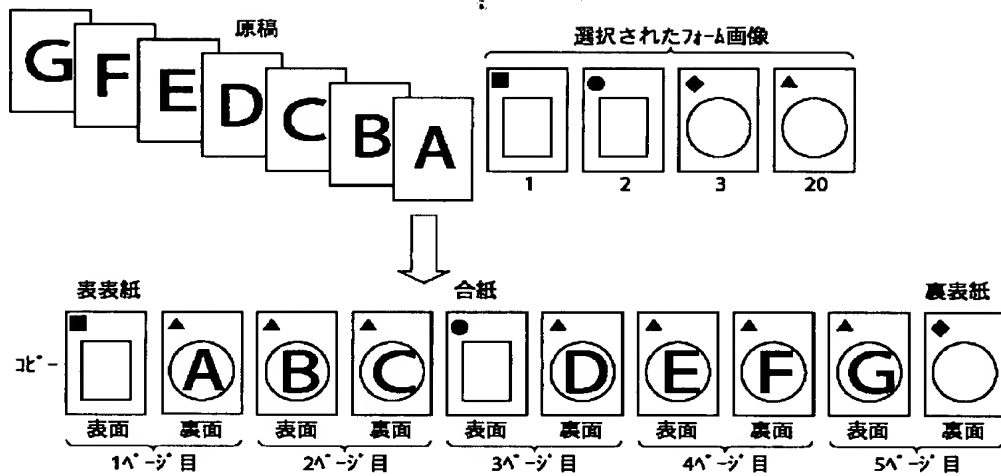 原稿
選択されたフォーム画像
G F E D C B A
1 2 3 20
表表紙 合紙 裏表紙
コピー
A B C D E F G
表面 裏面 表面 裏面 表面 裏面 表面 裏面 表面 裏面
1ページ目 2ページ目 3ページ目 4ページ目 5ページ目